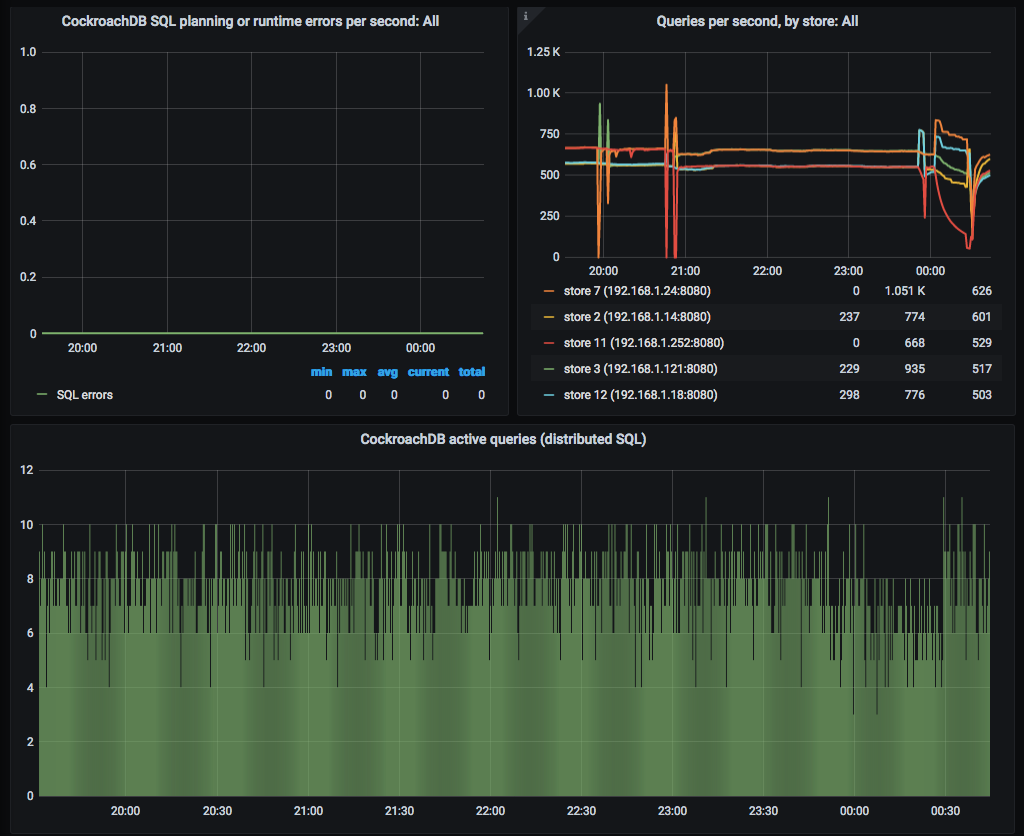 CockroachDB SQL planning or runtime errors per second: All
1.0
0.8
0.6
0.4
0.2
0
20:00 21:00 22:00 23:00 00:00
min max avg current total
SQL errors 0 0 0 0 0
i
Queries per second, by store: All
1.25 K
1.00 K
750
500
250
0
20:00 21:00 22:00 23:00 00:00
store 7 (192.168.1.24:8080) 0 1.051 K 626
store 2 (192.168.1.14:8080) 237 774 601
store 11 (192.168.1.252:8080) 0 668 529
store 3 (192.168.1.121:8080) 229 935 517
store 12 (192.168.1.18:8080) 298 776 503
CockroachDB active queries (distributed SQL)
12
10
8
6
4
2
0
20:00 20:30 21:00 21:30 22:00 22:30 23:00 23:30 00:00 00:30